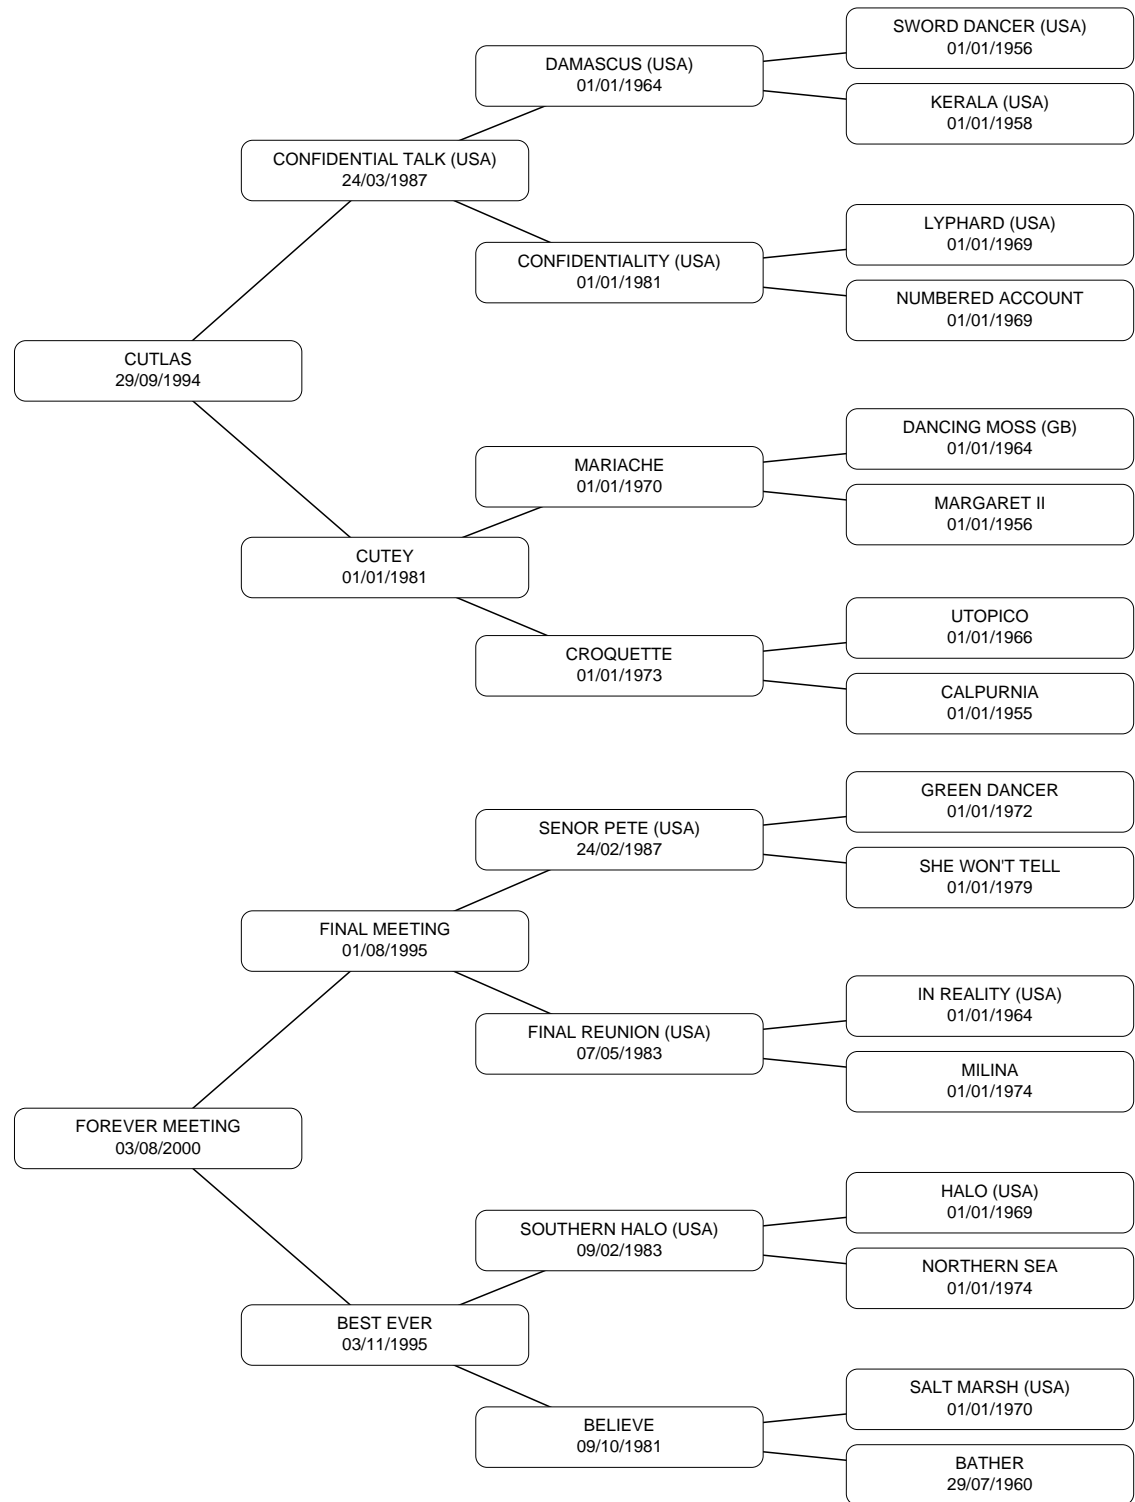 SWORD DANCER (USA)
01/01/1956
DAMASCUS (USA)
01/01/1964
KERALA (USA)
01/01/1958
CONFIDENTIAL TALK (USA)
24/03/1987
LYPHARD (USA)
01/01/1969
CONFIDENTIALITY (USA)
01/01/1981
NUMBERED ACCOUNT
01/01/1969
CUTLAS
29/09/1994
DANCING MOSS (GB)
01/01/1964
MARIACHE
01/01/1970
MARGARET II
01/01/1956
CUTEY
01/01/1981
UTOPICO
01/01/1966
CROQUETTE
01/01/1973
CALPURNIA
01/01/1955
GREEN DANCER
01/01/1972
SENOR PETE (USA)
24/02/1987
SHE WON'T TELL
01/01/1979
FINAL MEETING
01/08/1995
IN REALITY (USA)
01/01/1964
FINAL REUNION (USA)
07/05/1983
MILINA
01/01/1974
FOREVER MEETING
03/08/2000
HALO (USA)
01/01/1969
SOUTHERN HALO (USA)
09/02/1983
NORTHERN SEA
01/01/1974
BEST EVER
03/11/1995
SALT MARSH (USA)
01/01/1970
BELIEVE
09/10/1981
BATHER
29/07/1960